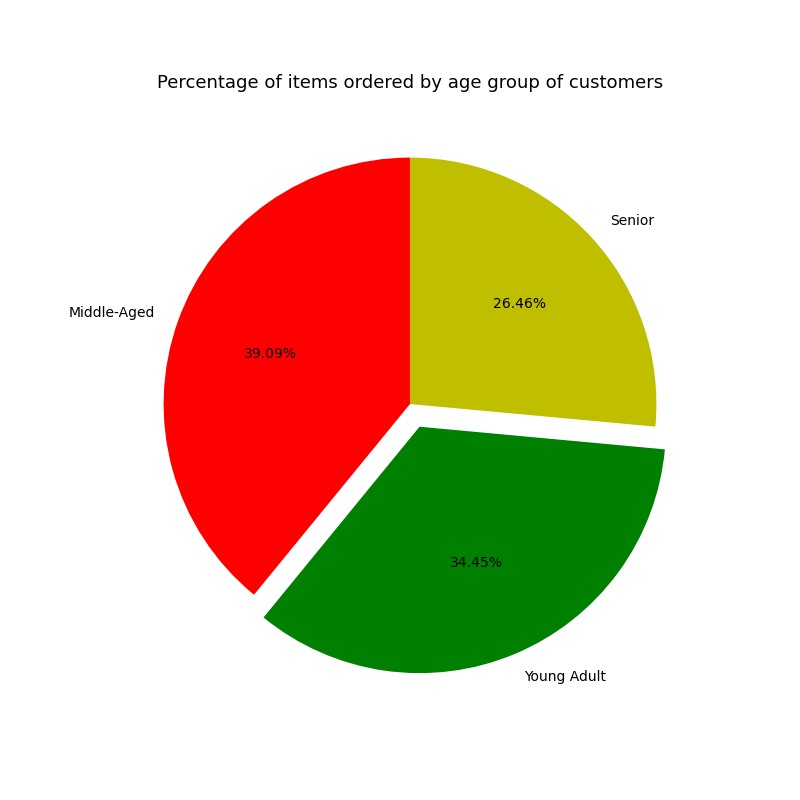 Percentage of items ordered by age group of customers
Senior
26.46%
Middle-Aged
39.09%
34.45%
Young Adult